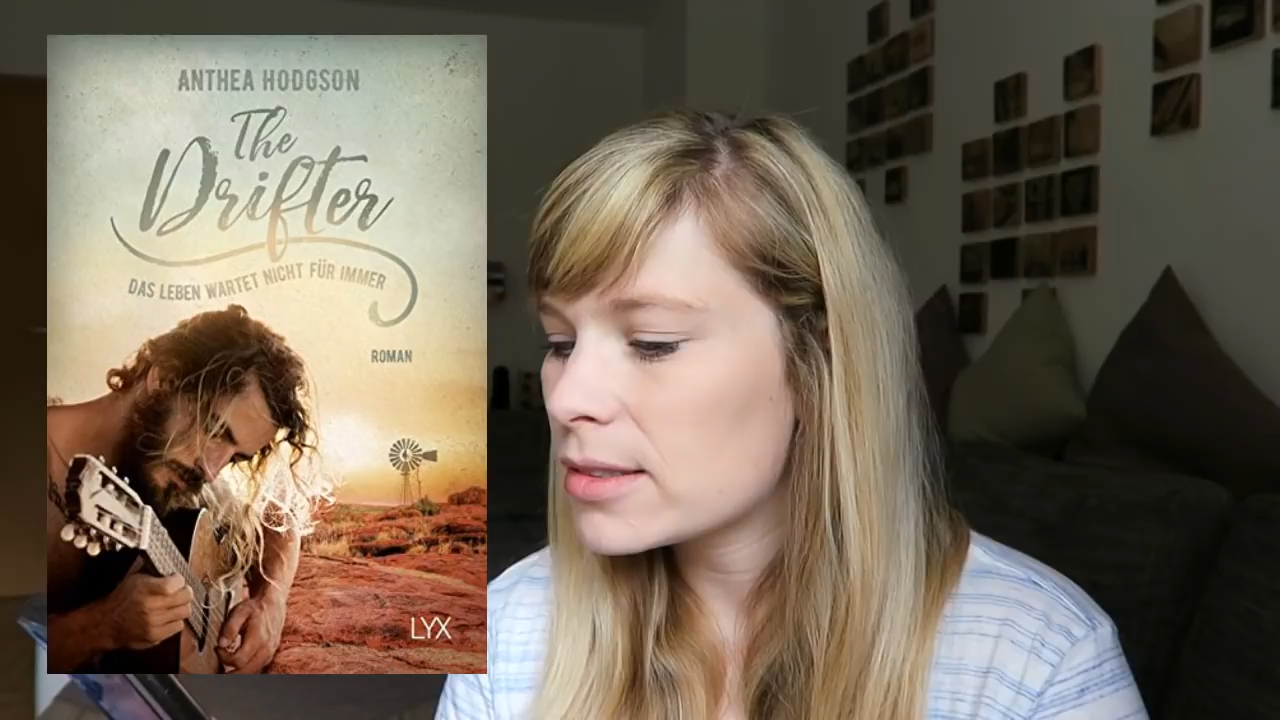 ANTHEA HODGSON
The
Drifter
DAS LEBEN WARTET NICHT FÜR IMMER
ROMAN
LYX